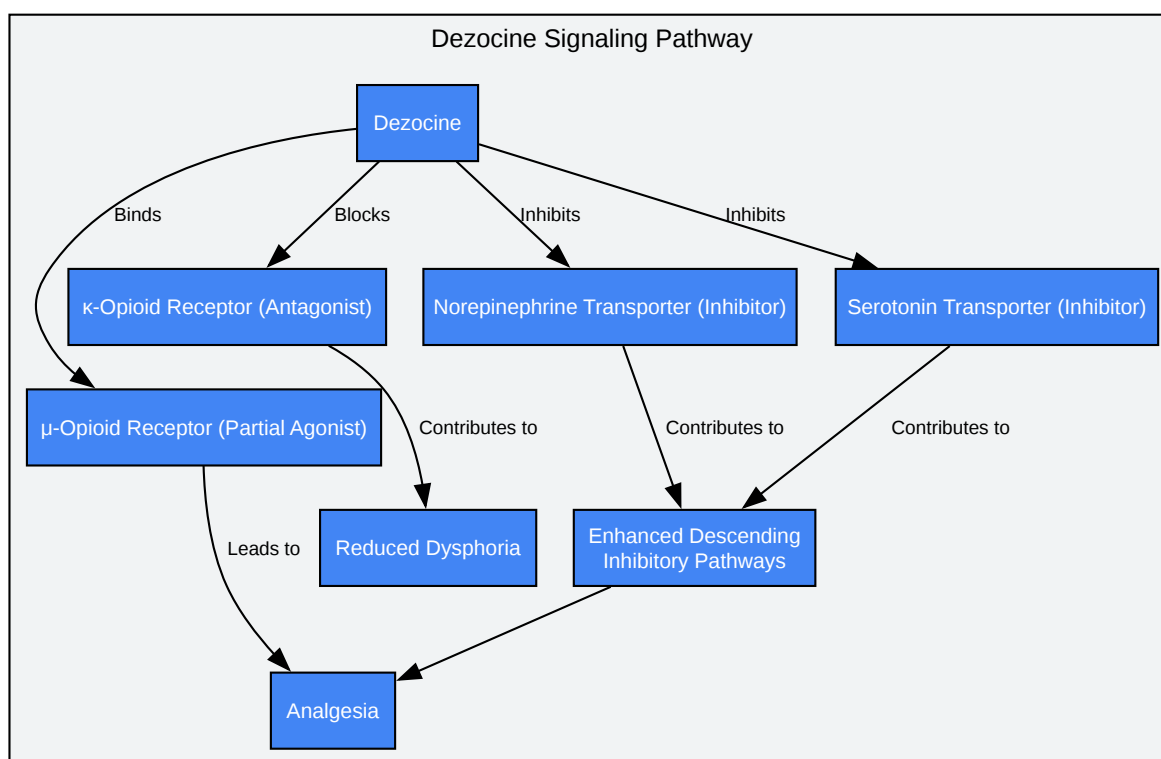 Dezocine Signaling Pathway
Dezocine
Binds
Blocks
Inhibits
Inhibits
κ-Opioid Receptor (Antagonist)
Norepinephrine Transporter (Inhibitor)
Serotonin Transporter (Inhibitor)
μ-Opioid Receptor (Partial Agonist)
Contributes to
Contributes to
Contributes to
Leads to
Reduced Dysphoria
Enhanced Descending
Inhibitory Pathways
Analgesia